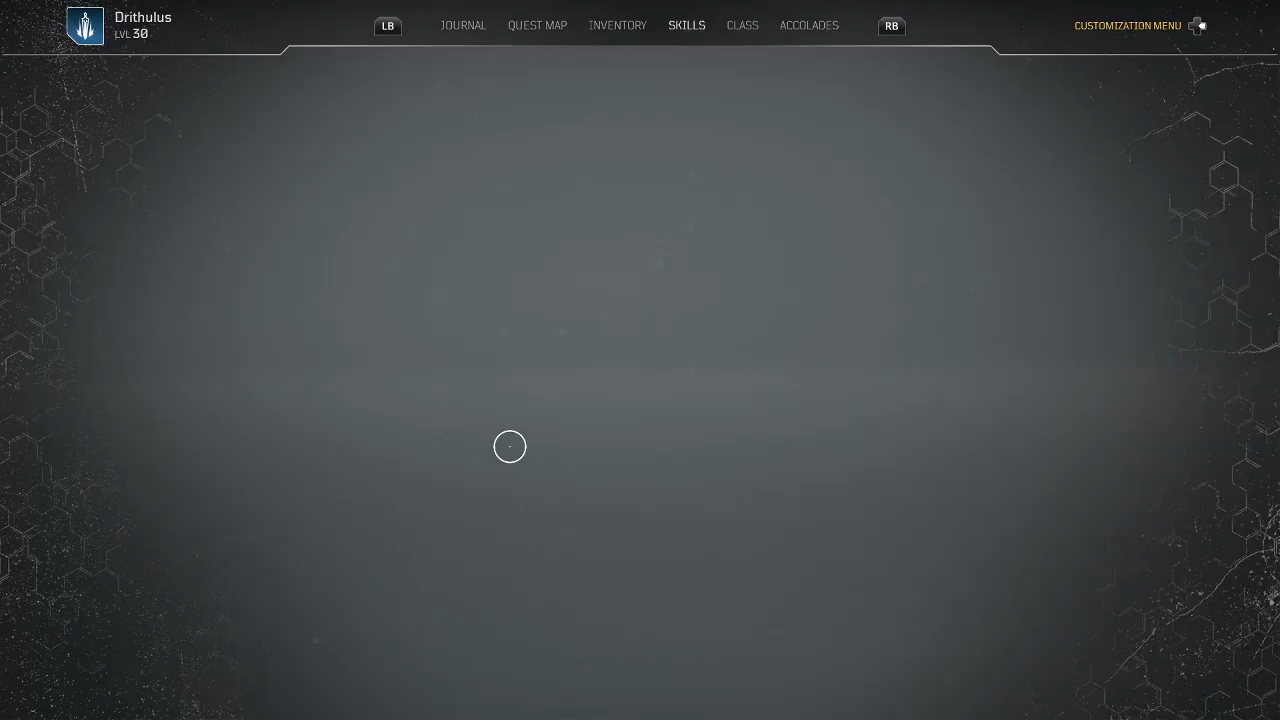 Drithulus
LVL 30
LB
JOURNAL
QUEST MAP
INVENTORY
SKILLS
CLASS
ACCOLADES
RB
CUSTOMIZATION MENU